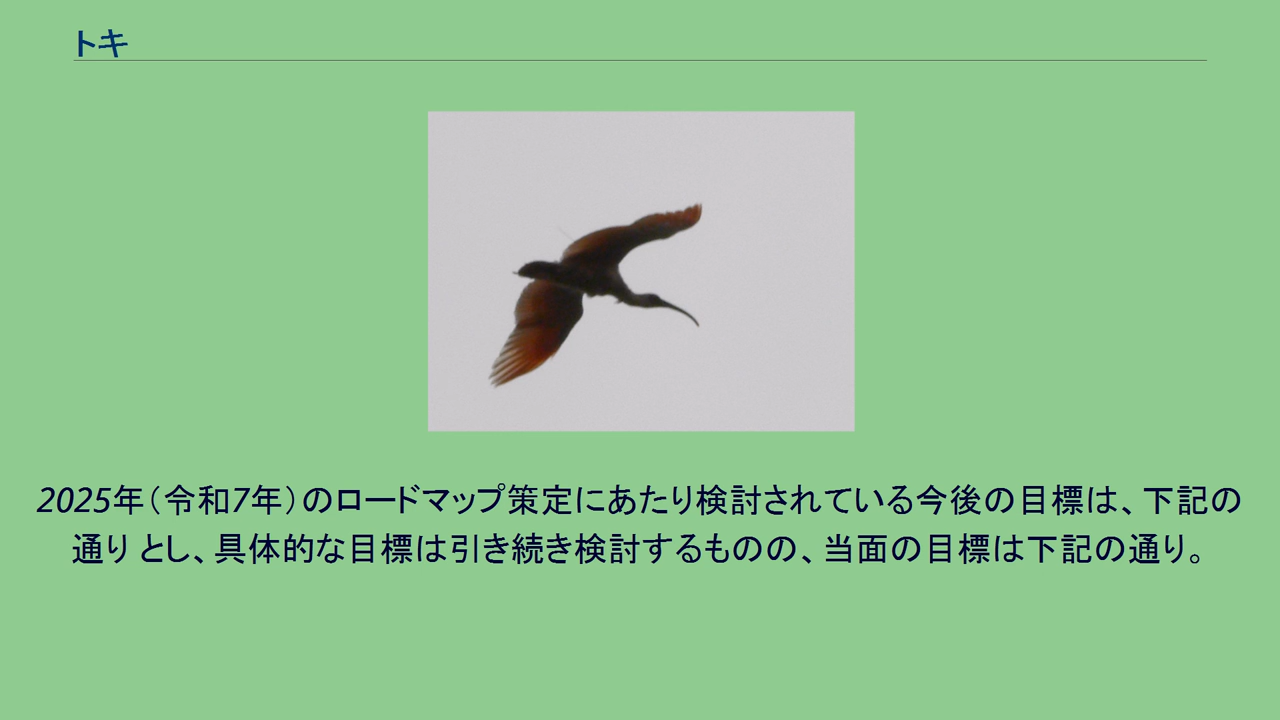 トキ
2025年（令和7年）のロードマップ策定にあたり検討されている今後の目標は、下記の
通り とし、具体的な目標は引き続き検討するものの、当面の目標は下記の通り。